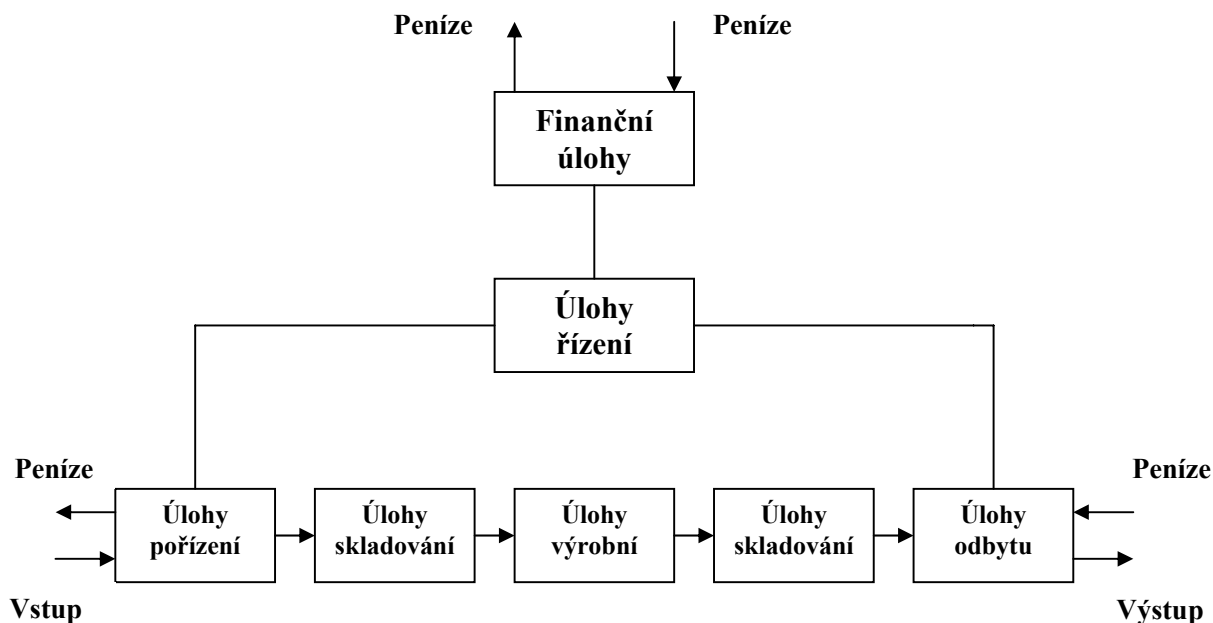 Peníze
Peníze
Finanční
úlohy
Úlohy
řízení
Peníze
Peníze
Úlohy
pořízení
Úlohy
skladování
Úlohy
výrobní
Úlohy
skladování
Úlohy
odbytu
Vstup
Výstup